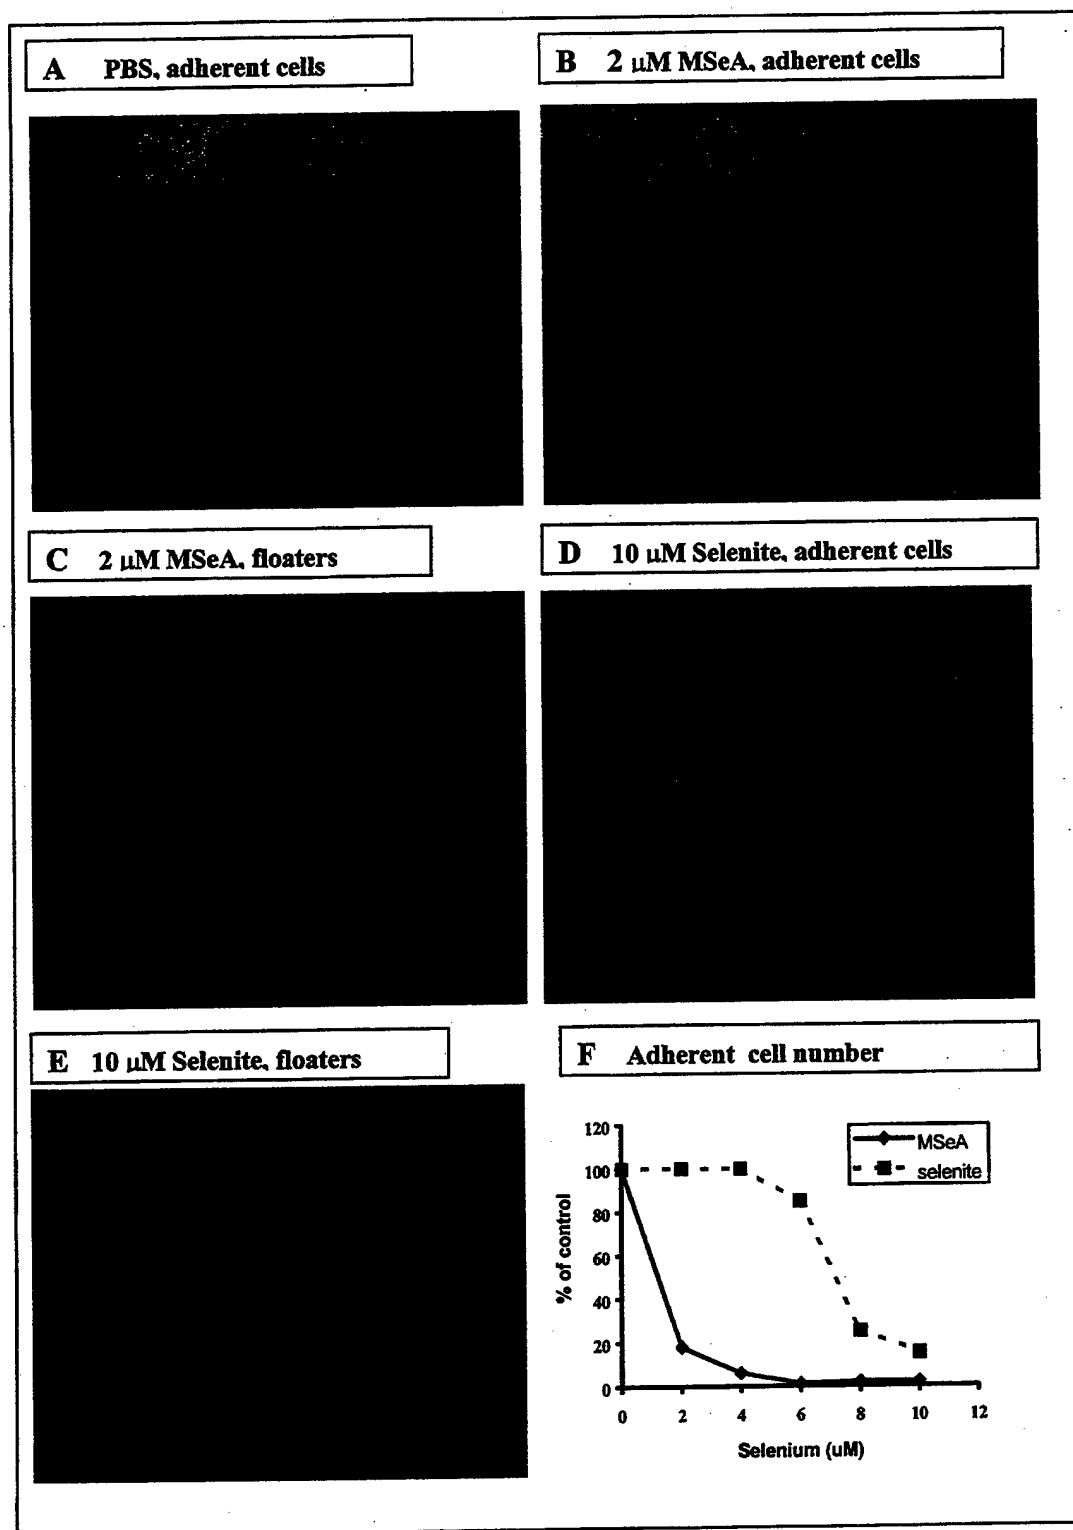 A PBS, adherent cells
B 2 µM MSeA, adherent cells
C 2 µM MSeA, floaters
D 10 µM Selenite, adherent cells
E 10 µM Selenite, floaters
F Adherent cell number
120
100
80
60
40
20
0
% of control
MSeA
selenite
0 2 4 6 8 10 12
Selenium (uM)